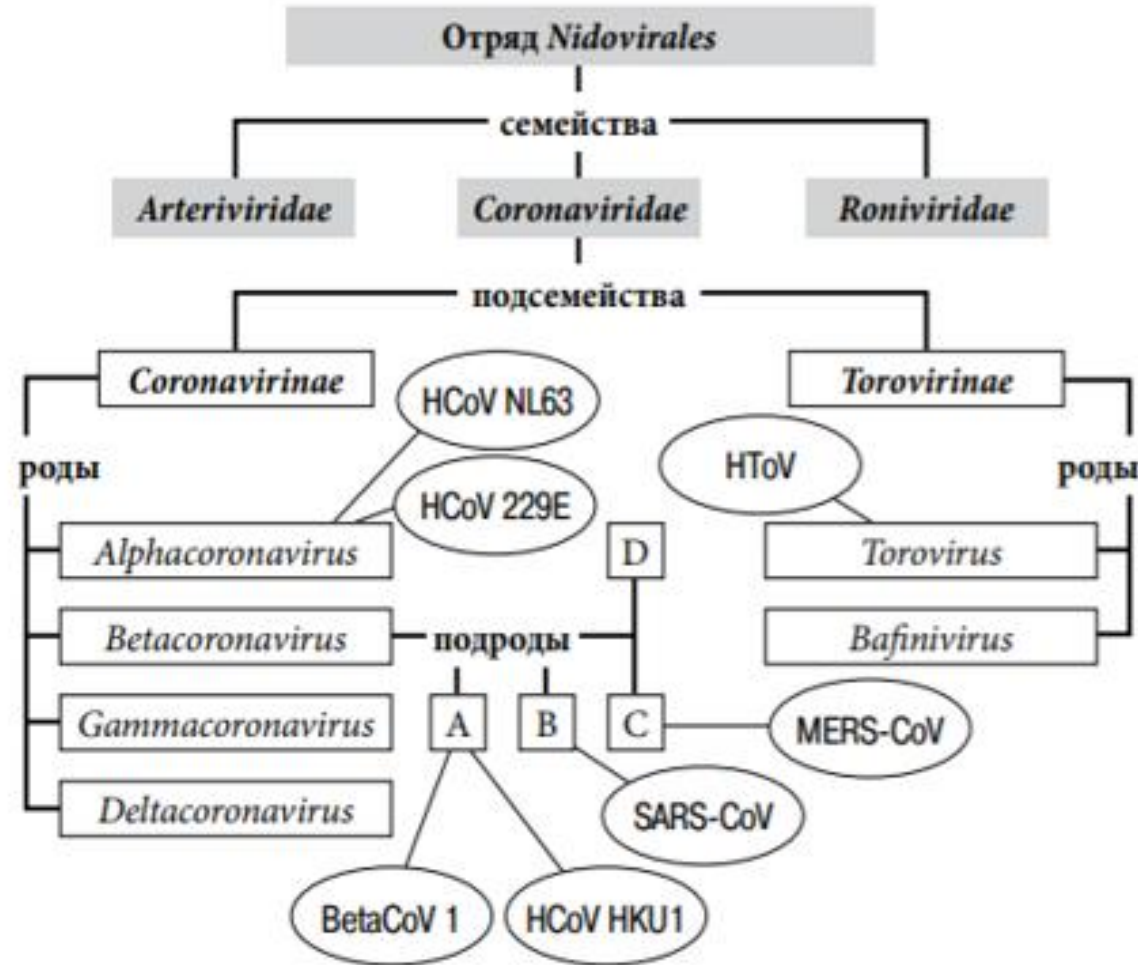 Отряд Nidovirales
семейства
Arteriviridae
Coronaviridae
Roniviridae
подсемейства
Coronavirinae
Torovirinae
HCoV NL63
роды
HToV
роды
HCoV 229E
Alphacoronavirus
D
Torovirus
Betacoronavirus
подроды
Bafinivirus
Gammacoronavirus
A
B
C
MERS-CoV
Deltacoronavirus
SARS-CoV
BetaCoV 1
HCoV HKU1